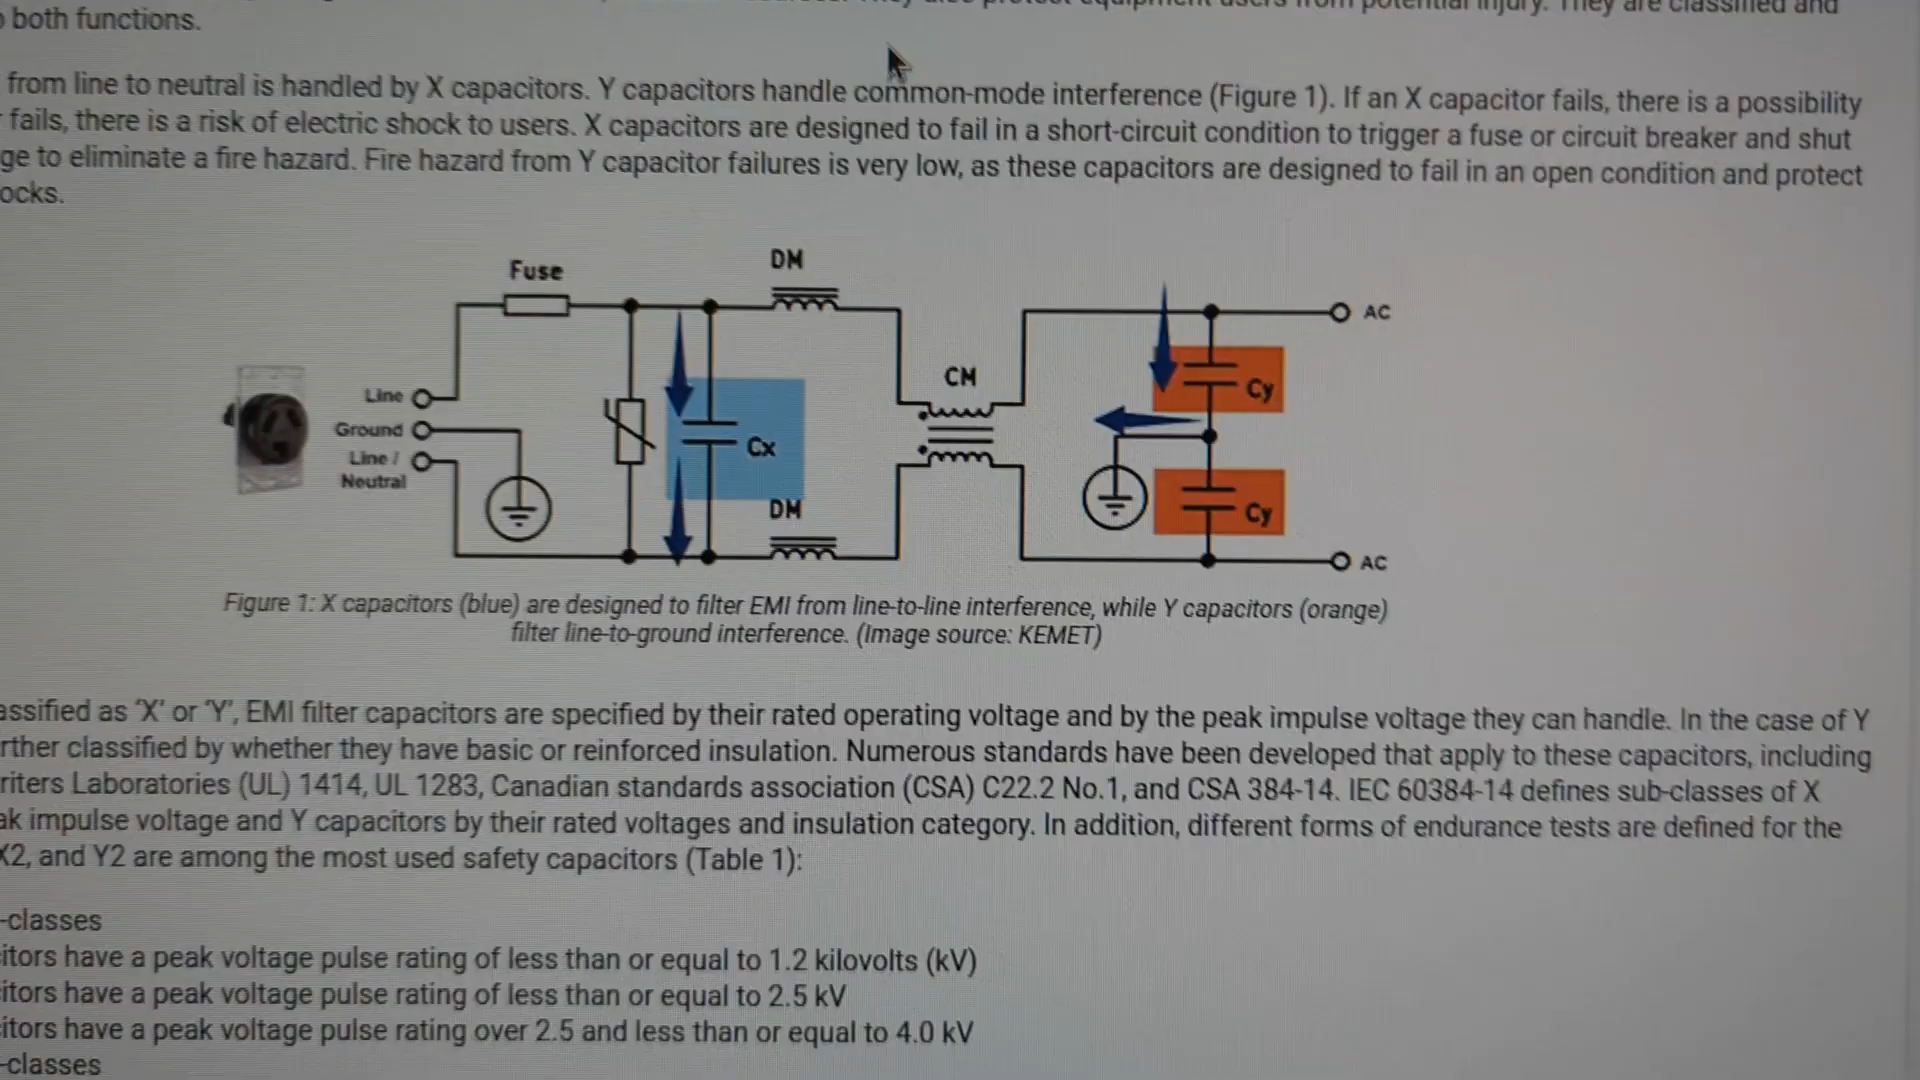 both functions.
from line to neutral is handled by X capacitors. Y capacitors handle common-mode interference (Figure 1). If an X capacitor fails, there is a possibility
fails, there is a risk of electric shock to users. X capacitors are designed to fail in a short-circuit condition to trigger a fuse or circuit breaker and shut
ge to eliminate a fire hazard. Fire hazard from Y capacitor failures is very low, as these capacitors are designed to fail in an open condition and protect
ocks.
Fuse
DM
AC
Line
Ground
Line /
Neutral
Cx
DM
CM
Cy
Cy
AC
Figure 1: X capacitors (blue) are designed to filter EMI from line-to-line interference, while Y capacitors (orange)
filter line-to-ground interference. (Image source: KEMET)
assified as 'X' or 'Y', EMI filter capacitors are specified by their rated operating voltage and by the peak impulse voltage they can handle. In the case of Y
rther classified by whether they have basic or reinforced insulation. Numerous standards have been developed that apply to these capacitors, including
riters Laboratories (UL) 1414, UL 1283, Canadian standards association (CSA) C22.2 No.1, and CSA 384-14. IEC 60384-14 defines sub-classes of X
ak impulse voltage and Y capacitors by their rated voltages and insulation category. In addition, different forms of endurance tests are defined for the
X2, and Y2 are among the most used safety capacitors (Table 1):
-classes
itors have a peak voltage pulse rating of less than or equal to 1.2 kilovolts (kV)
itors have a peak voltage pulse rating of less than or equal to 2.5 kV
itors have a peak voltage pulse rating over 2.5 and less than or equal to 4.0 kV
-classes